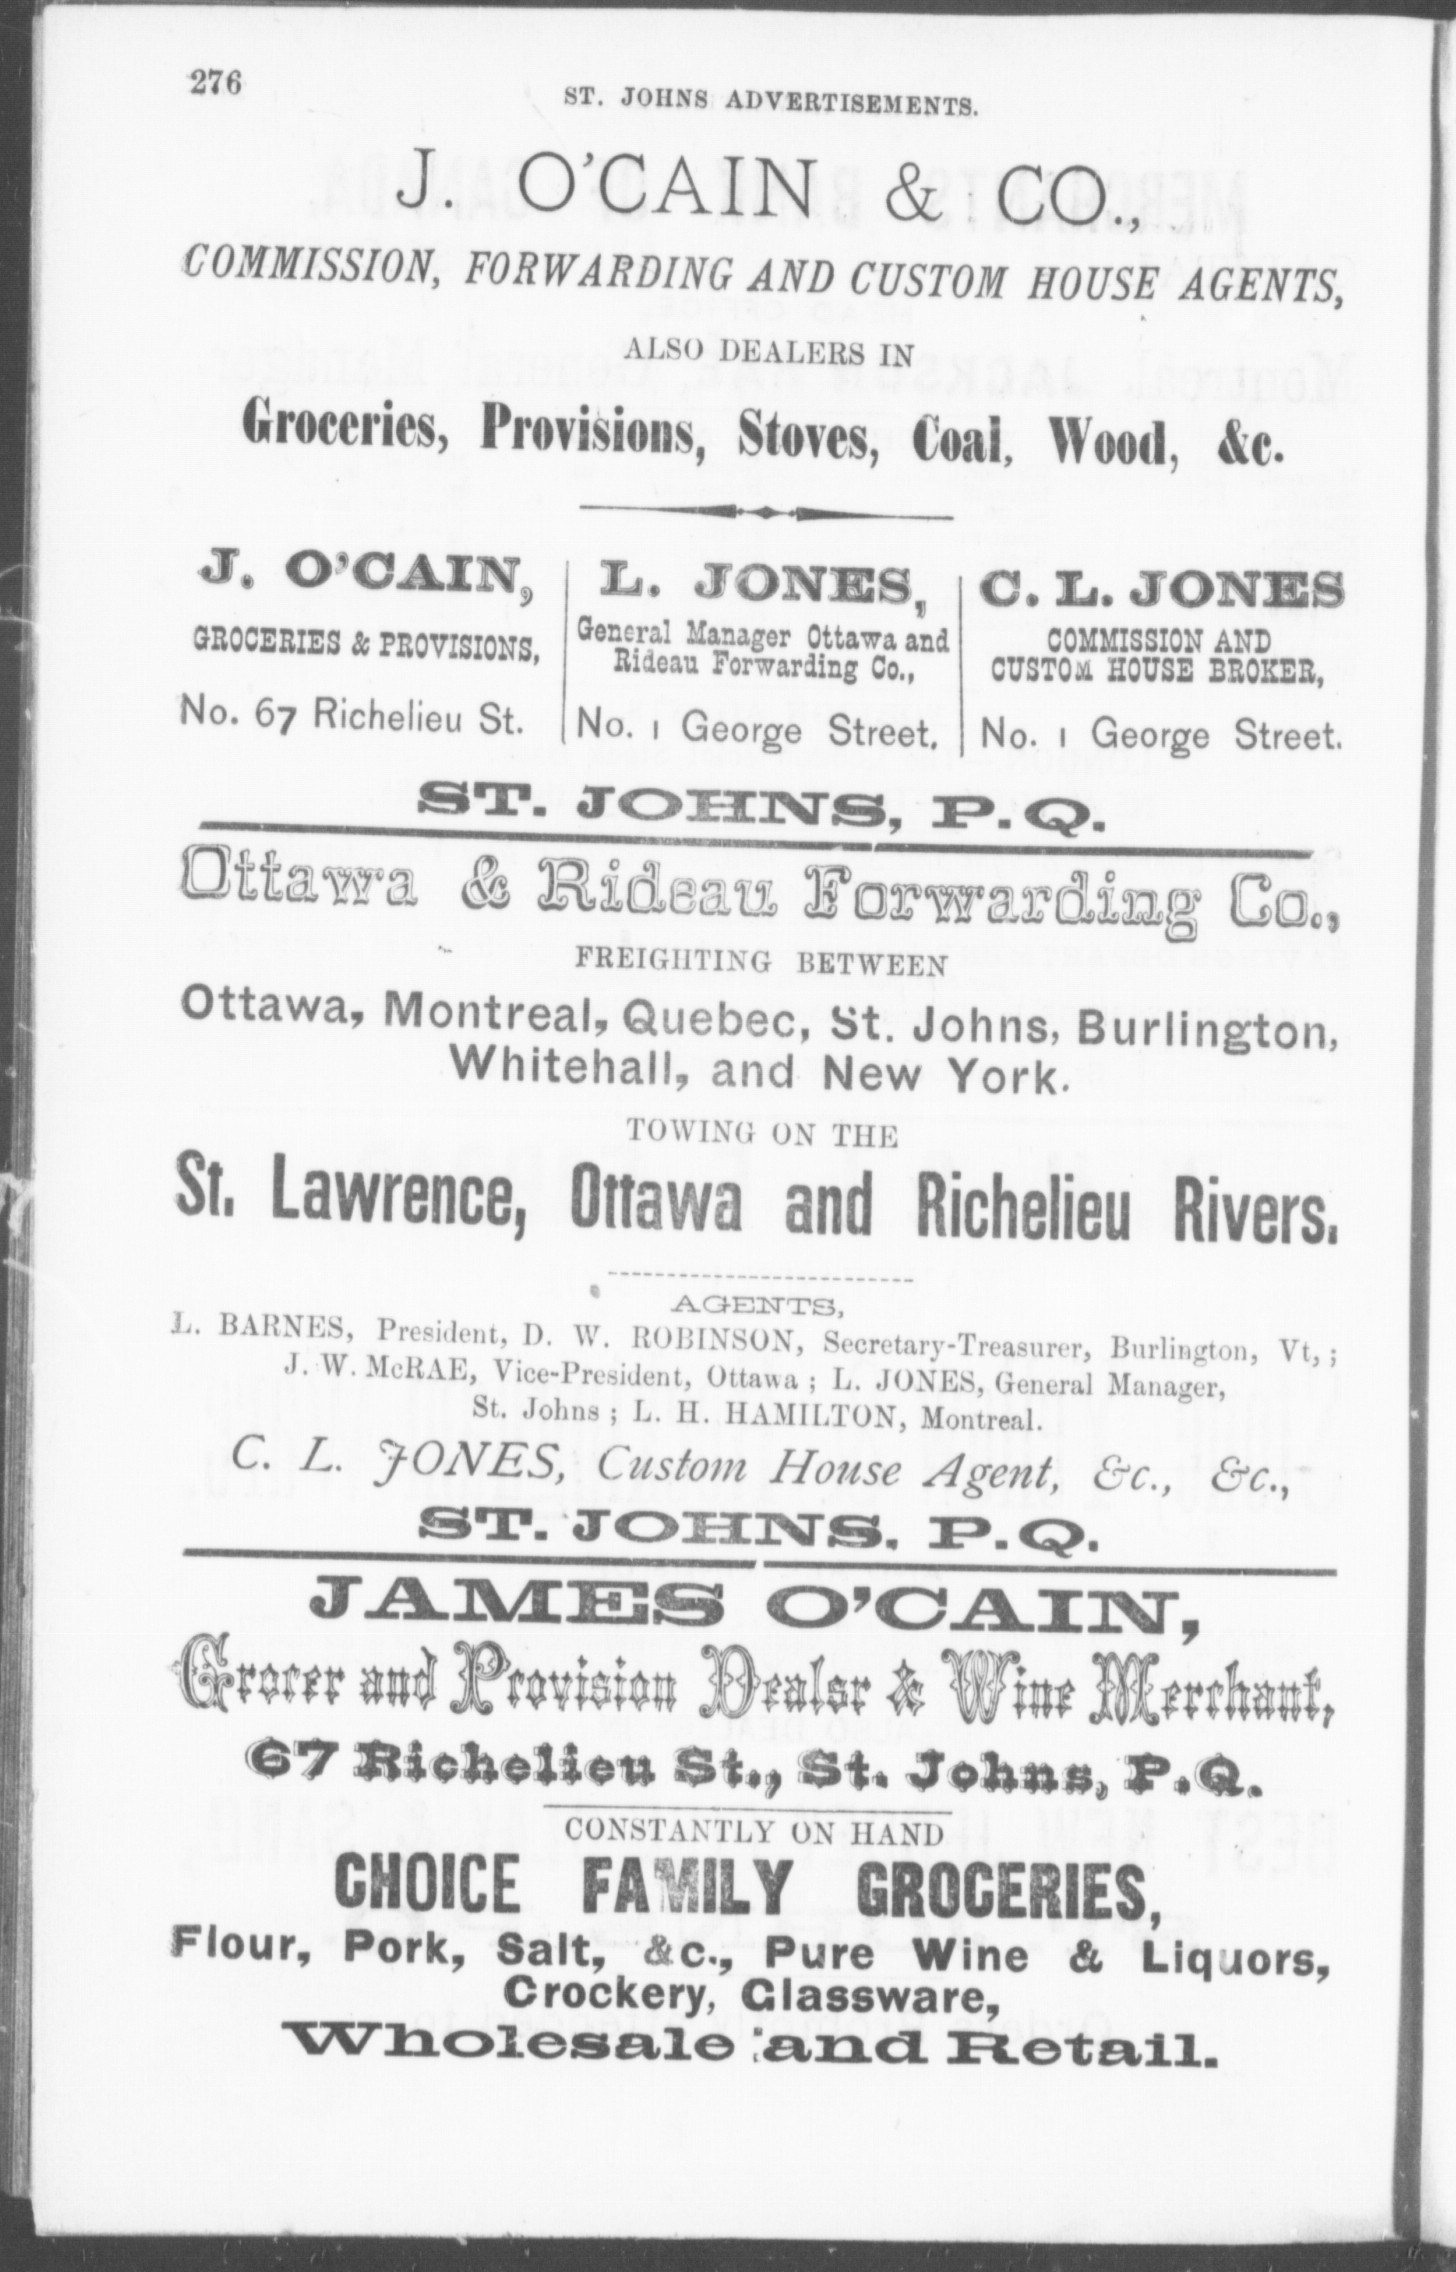 276
ST. JOHNS ADVERTISEMENTS.
J. O'CAIN & CO.,
COMMISSION, FORWARDING AND CUSTOM HOUSE AGENTS,
ALSO DEALERS IN
Groceries, Provisions, Stoves, Coal, Wood, &c.
J. O'CAIN,
GROCERIES & PROVISIONS,
No. 67 Richelieu St.
L. JONES,
General Manager Ottawa and
Rideau Forwarding Co.,
No. 1 George Street,
C. L. JONES
COMMISSION AND
CUSTOM HOUSE BROKER,
No. 1 George Street.
ST. JOHNS, P.Q.
Ottawa & Rideau Forwarding Co.,
FREIGHTING BETWEEN
Ottawa, Montreal, Quebec, St. Johns, Burlington,
Whitehall, and New York.
TOWING ON THE
St. Lawrence, Ottawa and Richelieu Rivers.
AGENTS,
L. BARNES, President, D. W. ROBINSON, Secretary-Treasurer, Burlington, Vt, ;
J. W. McRAE, Vice-President, Ottawa ; L. JONES, General Manager,
St. Johns ; L. H. HAMILTON, Montreal.
C. L. JONES, Custom House Agent, &c., &c.,
ST. JOHNS. P.Q.
JAMES O'CAIN,
Grocer and Provision Dealer & Wine Merchant,
67 Richelieu St., St. Johns, P.Q.
CONSTANTLY ON HAND
CHOICE FAMILY GROCERIES,
Flour, Pork, Salt, &c., Pure Wine & Liquors,
Crockery, Glassware,
Wholesale and Retail.